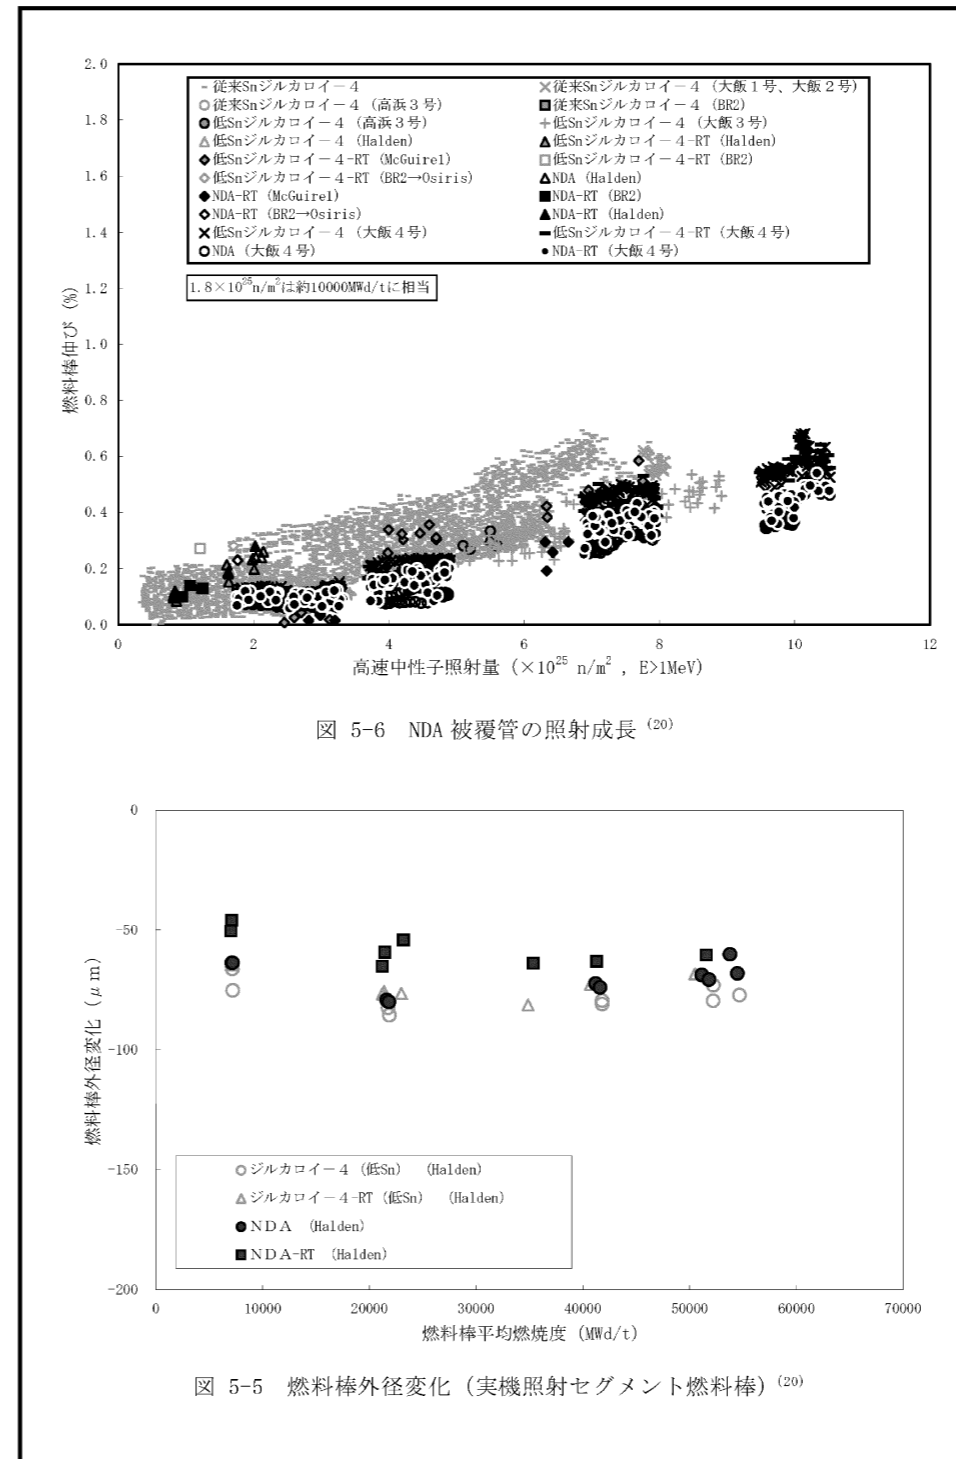 2.0
1.8
1.6
1.4
1.2
1.0
0.8
0.6
0.4
0.2
0.0
燃料棒伸び (%)
従来Snジルカロイ－4
従来Snジルカロイ－4 (大飯1号、大飯2号)
従来Snジルカロイ－4 (高浜3号)
従来Snジルカロイ－4 (BR2)
低Snジルカロイ－4 (高浜3号)
低Snジルカロイ－4 (大飯3号)
低Snジルカロイ－4 (Halden)
低Snジルカロイ－4-RT (Halden)
低Snジルカロイ－4-RT (McGuire1)
低Snジルカロイ－4-RT (BR2)
低Snジルカロイ－4-RT (BR2→Osiris)
NDA (Halden)
NDA-RT (McGuire1)
NDA-RT (BR2)
NDA-RT (BR2→Osiris)
NDA-RT (Halden)
低Snジルカロイ－4 (大飯4号)
低Snジルカロイ－4-RT (大飯4号)
NDA (大飯4号)
NDA-RT (大飯4号)
1.8×10²⁵n/m²は約10000MWd/tに相当
0 2 4 6 8 10 12
高速中性子照射量 (×10²⁵ n/m² , E>1MeV)
図 5-6 NDA 被覆管の照射成長 ⁽²⁰⁾
0
-50
-100
-150
-200
燃料棒外径変化 (μm)
ジルカロイ－4 (低Sn) (Halden)
ジルカロイ－4-RT (低Sn) (Halden)
NDA (Halden)
NDA-RT (Halden)
0 10000 20000 30000 40000 50000 60000 70000
燃料棒平均燃焼度 (MWd/t)
図 5-5 燃料棒外径変化 (実機照射セグメント燃料棒) ⁽²⁰⁾